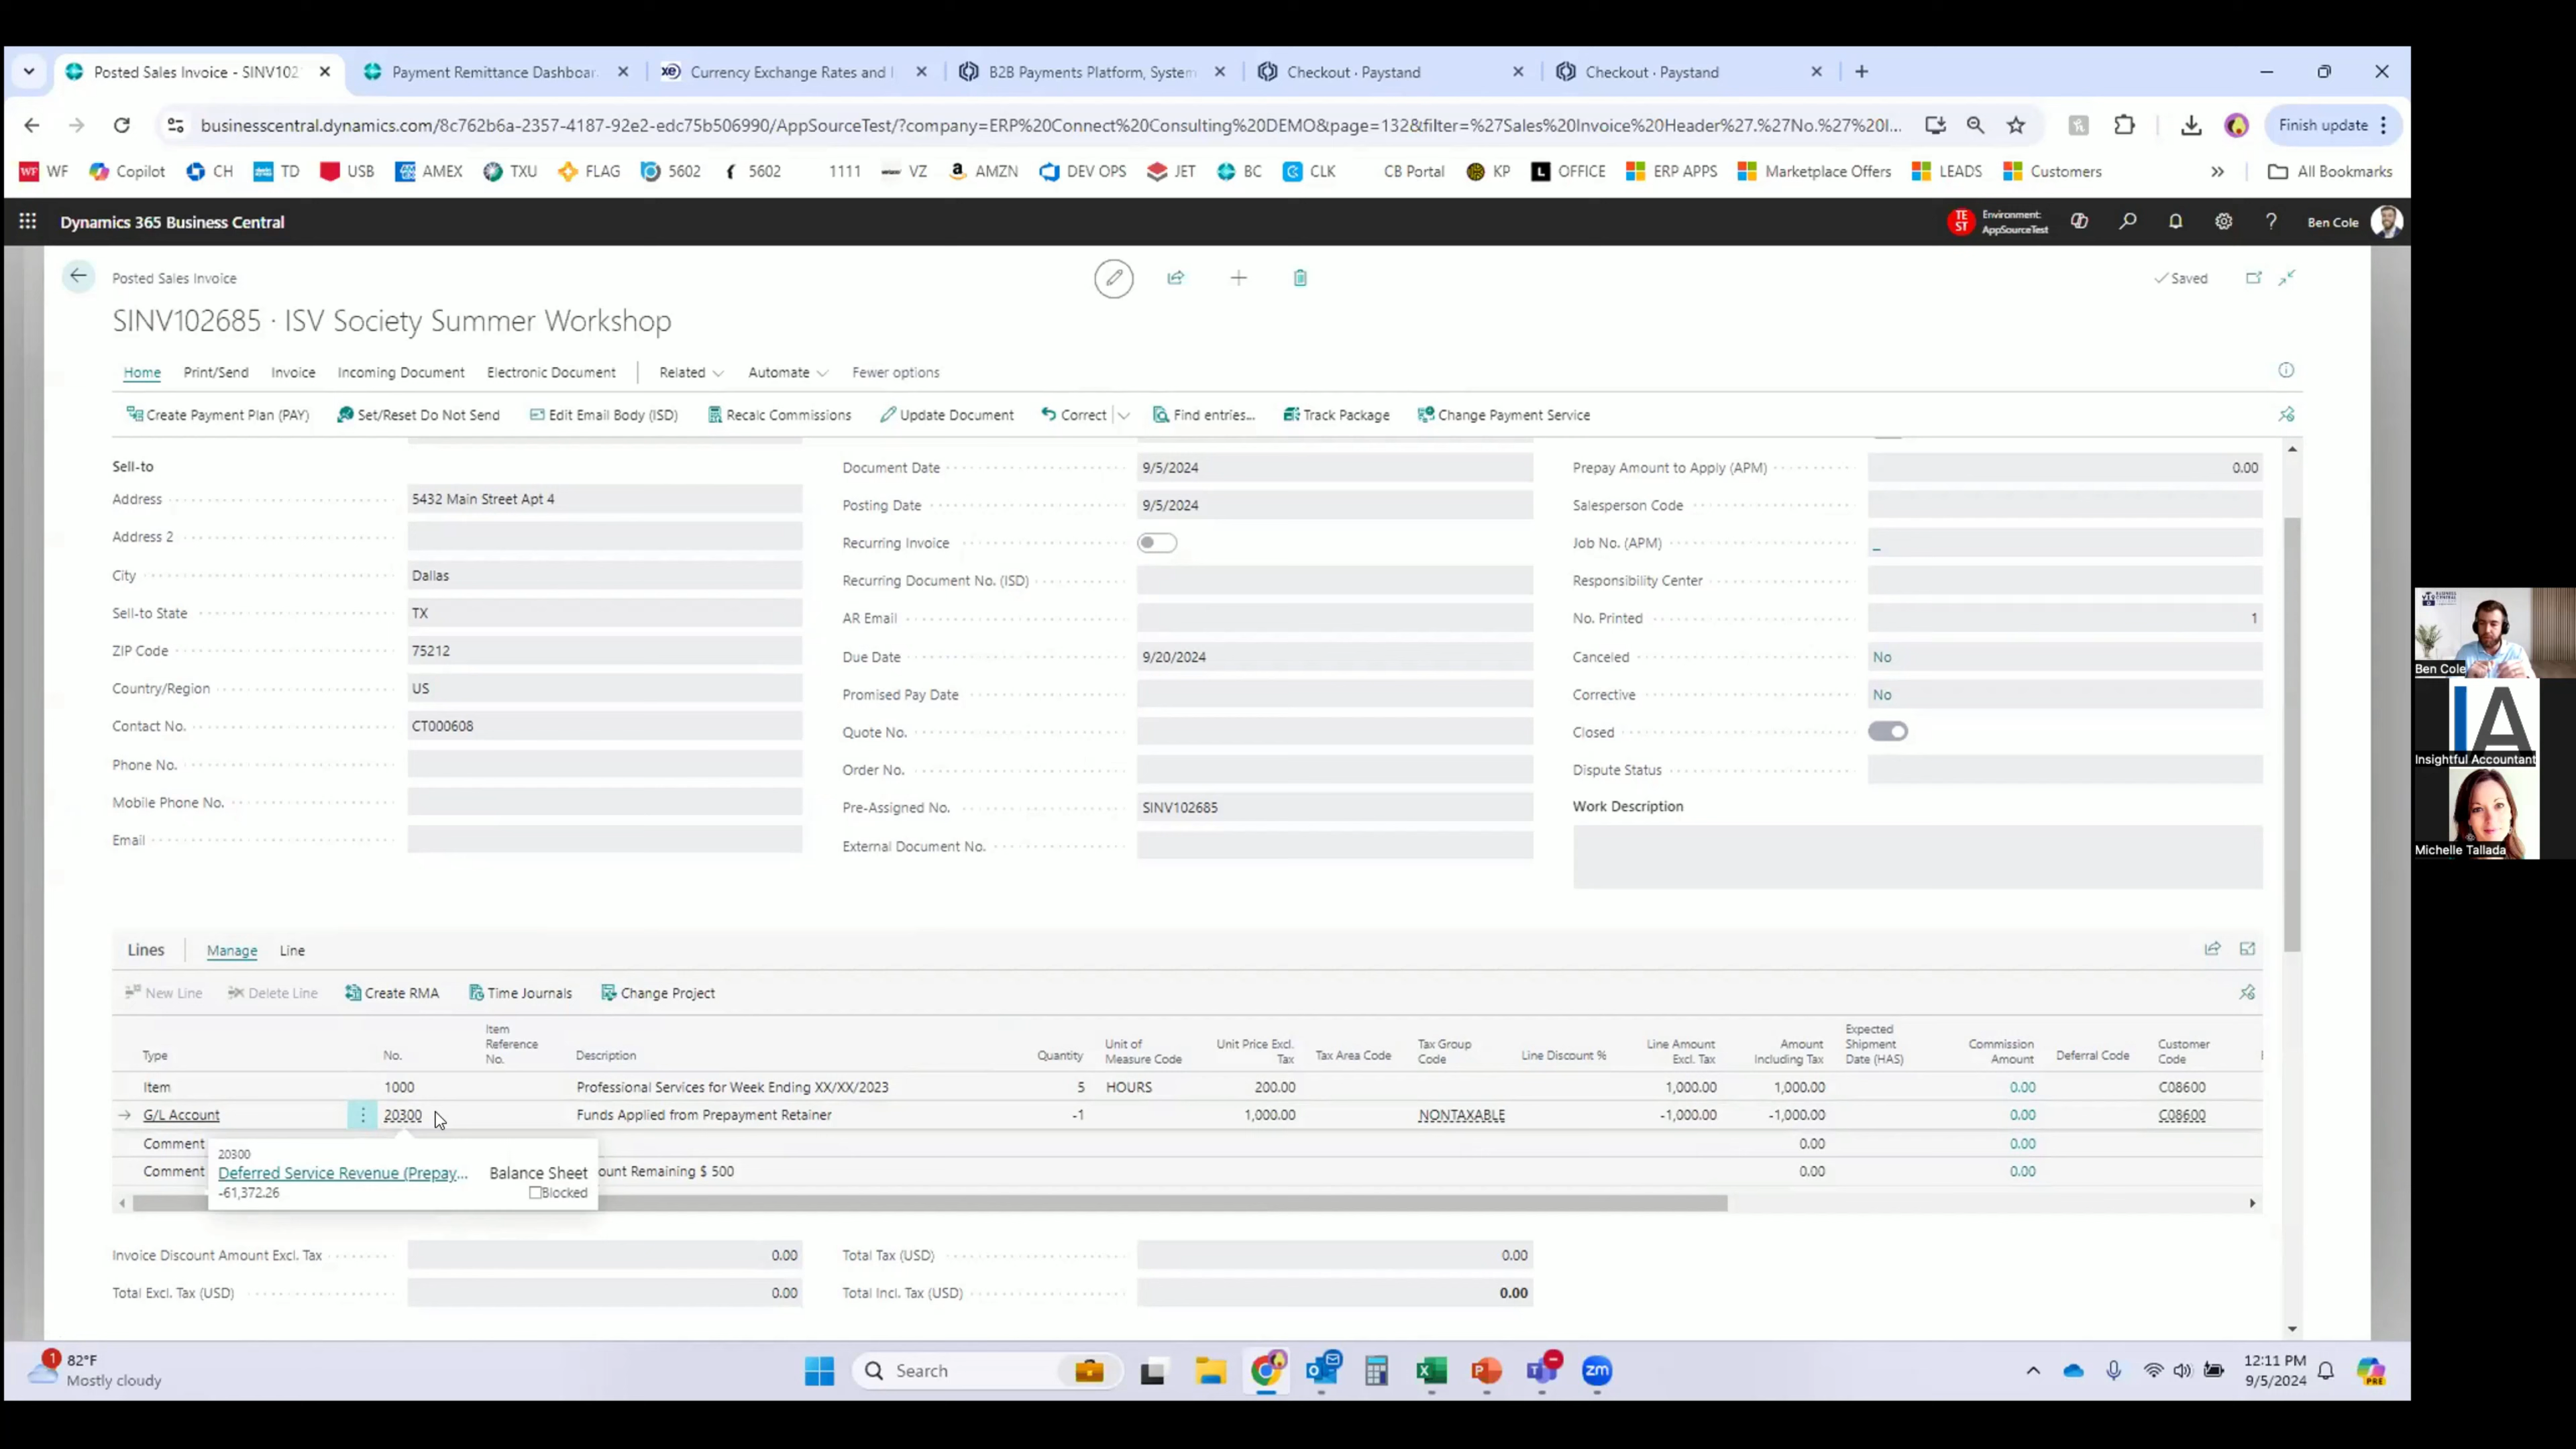 Posted Sales Invoice - SINV102
Payment Remittance Dashboar
Currency Exchange Rates and
B2B Payments Platform, System
Checkout · Paystand
Checkout · Paystand
businesscentral.dynamics.com/8c762b6a-2357-4187-92e2-edc75b506990/AppSourceTest/?company=ERP%20Connect%20Consulting%20DEMO&page=132&filter=%27Sales%20Invoice%20Header%27.%27No.%27%20I...
Finish update
WF Copilot CH TD USB AMEX TXU FLAG 5602 5602 1111 VZ AMZN DEV OPS JET BC CLK CB Portal KP OFFICE ERP APPS Marketplace Offers LEADS Customers » All Bookmarks
Dynamics 365 Business Central
TEST
Environment:
AppSourceTest
Ben Cole
Posted Sales Invoice
Saved
SINV102685 · ISV Society Summer Workshop
Home Print/Send Invoice Incoming Document Electronic Document Related Automate Fewer options
Create Payment Plan (PAY) Set/Reset Do Not Send Edit Email Body (ISD) Recalc Commissions Update Document Correct Find entries... Track Package Change Payment Service
Sell-to
Address 5432 Main Street Apt 4
Address 2
City Dallas
Sell-to State TX
ZIP Code 75212
Country/Region US
Contact No. CT000608
Phone No.
Mobile Phone No.
Email
Document Date 9/5/2024
Posting Date 9/5/2024
Recurring Invoice
Recurring Document No. (ISD)
AR Email
Due Date 9/20/2024
Promised Pay Date
Quote No.
Order No.
Pre-Assigned No. SINV102685
External Document No.
Prepay Amount to Apply (APM) 0.00
Salesperson Code
Job No. (APM) _
Responsibility Center
No. Printed 1
Canceled No
Corrective No
Closed
Dispute Status
Work Description
Lines Manage Line
New Line Delete Line Create RMA Time Journals Change Project
Type No. Item Reference No. Description Quantity Unit of Measure Code Unit Price Excl. Tax Tax Area Code Tax Group Code Line Discount % Line Amount Excl. Tax Amount Including Tax Expected Shipment Date (HAS) Commission Amount Deferral Code Customer Code
Item 1000 Professional Services for Week Ending XX/XX/2023 5 HOURS 200.00 1,000.00 1,000.00 0.00 C08600
G/L Account 20300 Funds Applied from Prepayment Retainer -1 1,000.00 NONTAXABLE -1,000.00 -1,000.00 0.00 C08600
Comment 0.00 0.00
Comment ount Remaining $ 500 0.00 0.00
20300
Deferred Service Revenue (Prepay... Balance Sheet
-61,372.26 Blocked
Invoice Discount Amount Excl. Tax 0.00
Total Excl. Tax (USD) 0.00
Total Tax (USD) 0.00
Total Incl. Tax (USD) 0.00
1
82°F
Mostly cloudy
Search
12:11 PM
9/5/2024
PRE
Ben Cole
IA
Insightful Accountant
Michelle Tallada